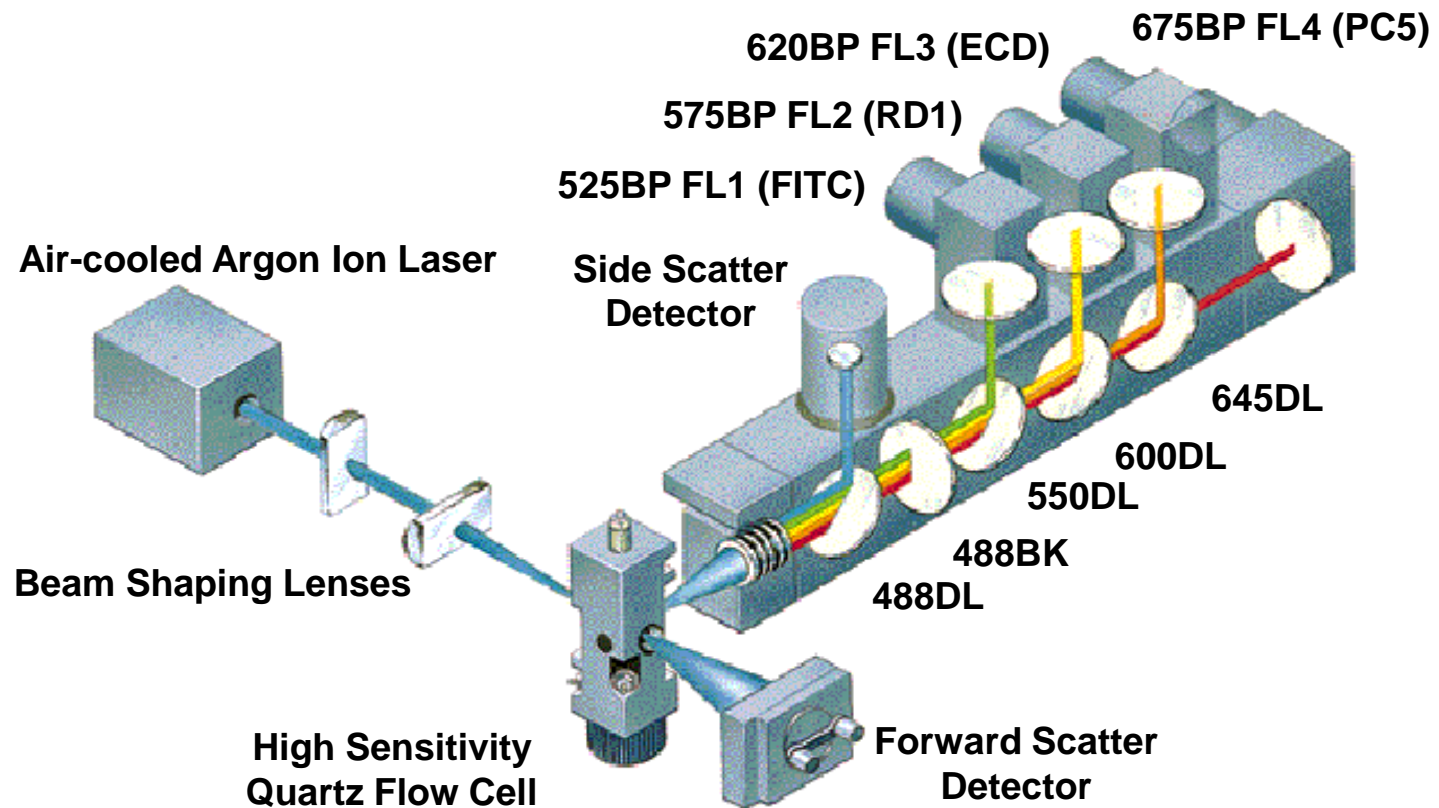 675BP FL4 (PC5)
620BP FL3 (ECD)
575BP FL2 (RD1)
525BP FL1 (FITC)
Air-cooled Argon Ion Laser
Side Scatter
Detector
645DL
600DL
550DL
488BK
488DL
Beam Shaping Lenses
High Sensitivity
Quartz Flow Cell
Forward Scatter
Detector